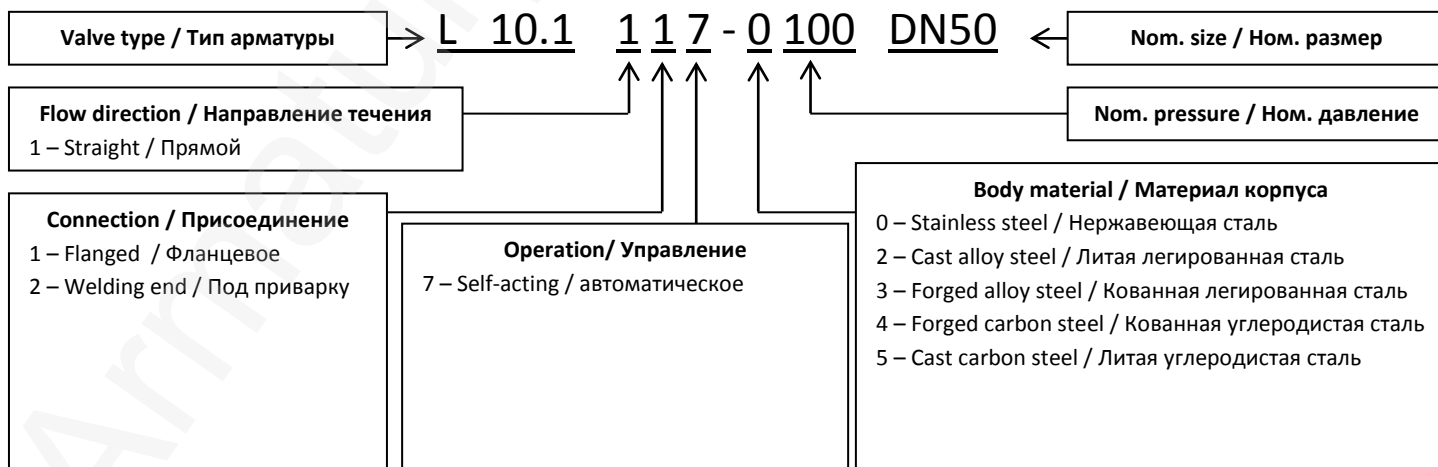 Valve type / Тип арматуры
L 10.1 1 1 7 - 0 100 DN50
Nom. size / Ном. размер
Flow direction / Направление течения
1 – Straight / Прямой
Nom. pressure / Ном. давление
Connection / Присоединение
1 – Flanged / Фланцевое
2 – Welding end / Под приварку
Operation/ Управление
7 – Self-acting / автоматическое
Body material / Материал корпуса
0 – Stainless steel / Нержавеющая сталь
2 – Cast alloy steel / Литая легированная сталь
3 – Forged alloy steel / Кованная легированная сталь
4 – Forged carbon steel / Кованная углеродистая сталь
5 – Cast carbon steel / Литая углеродистая сталь